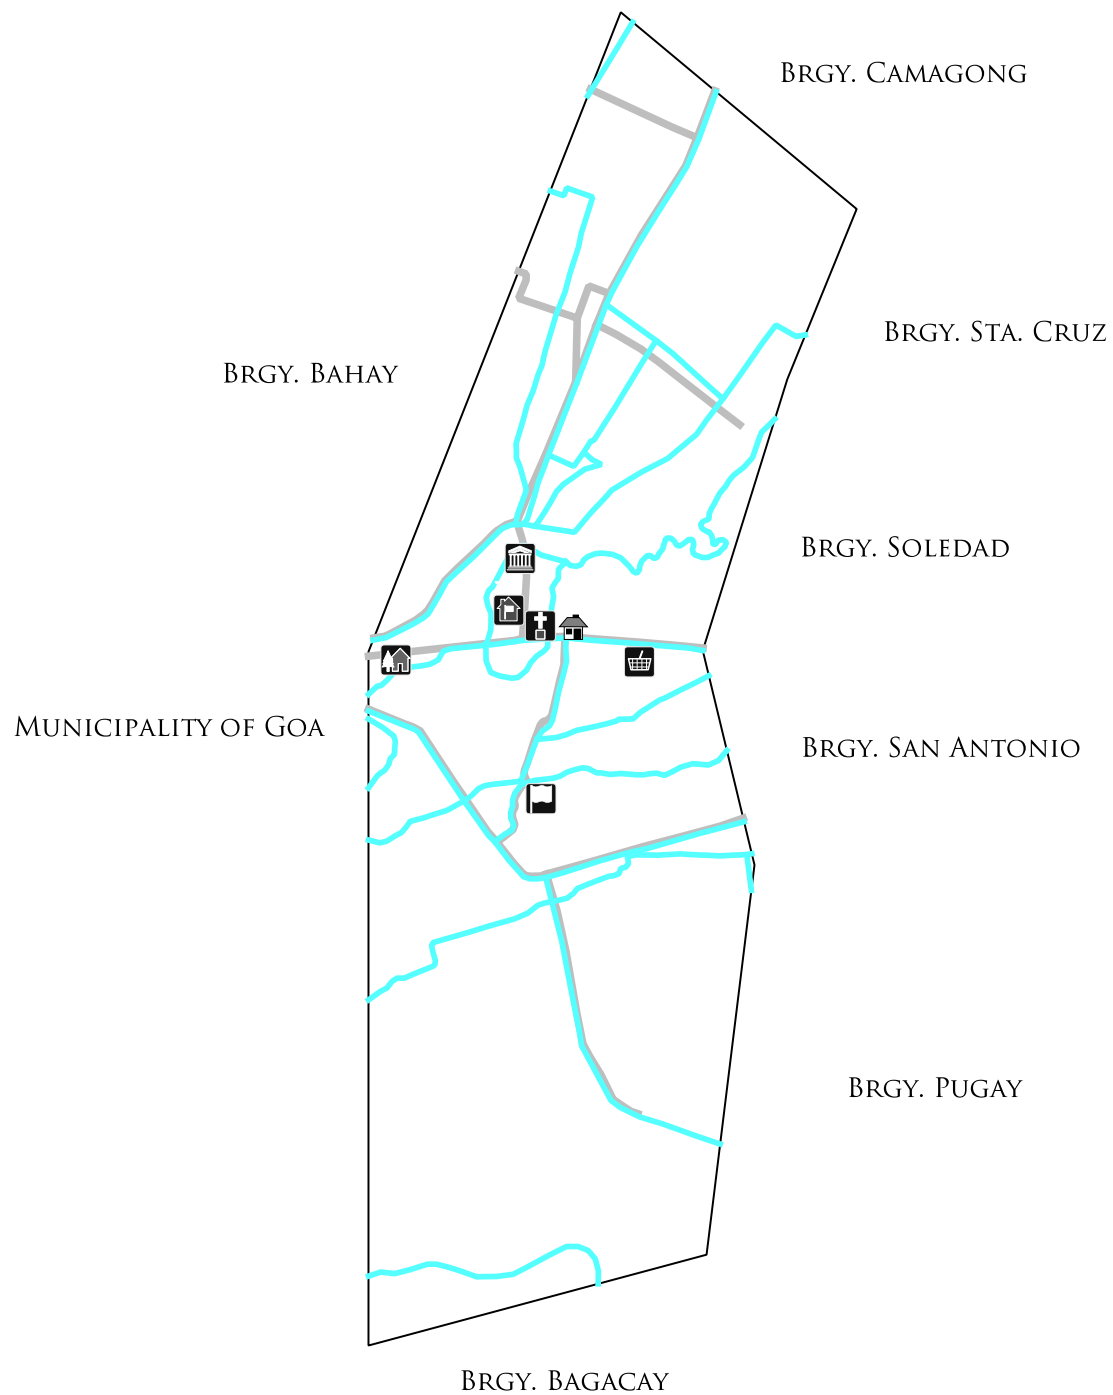 Brgy. Camagong
Brgy. Sta. Cruz
Brgy. Bahay
Brgy. Soledad
Municipality of Goa
Brgy. San Antonio
Brgy. Pugay
Brgy. Bagacay